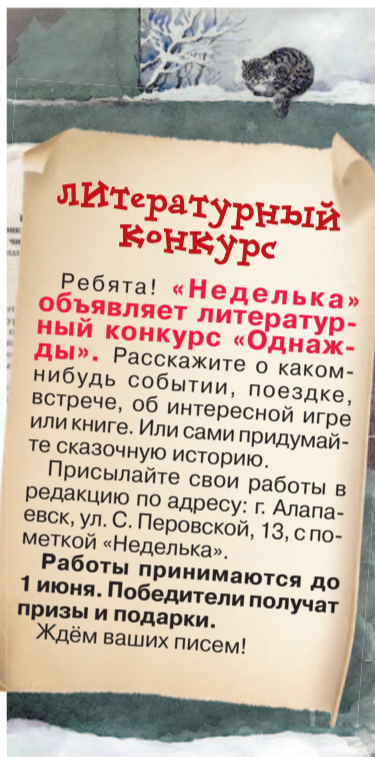 литературный
конкурс
Ребята! «Неделька»
объявляет литератур-
ный конкурс «Однаж-
ды». Расскажите о каком-
нибудь событии, поездке,
встрече, об интересной игре
или книге. Или сами придумай-
те сказочную историю.
Присылайте свои работы в
редакцию по адресу: г. Алапа-
евск, ул. С. Перовской, 13, с по-
меткой «Неделька».
Работы принимаются до
1 июня. Победители получат
призы и подарки.
Ждём ваших писем!